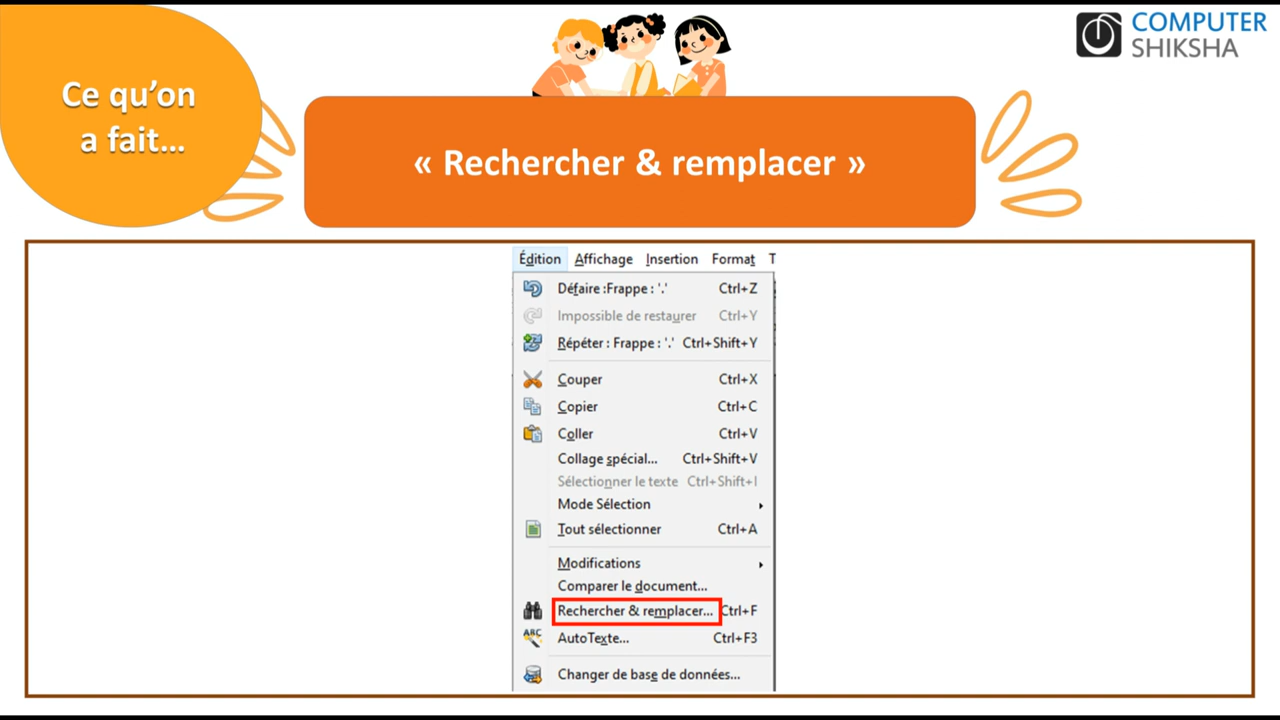 Ce qu’on
a fait...
COMPUTER
SHIKSHA
« Rechercher & remplacer »
Édition Affichage Insertion Format T
Défaire :Frappe : '.' Ctrl+Z
Impossible de restaurer Ctrl+Y
Répéter : Frappe : '.' Ctrl+Shift+Y
Couper Ctrl+X
Copier Ctrl+C
Coller Ctrl+V
Collage spécial... Ctrl+Shift+V
Sélectionner le texte Ctrl+Shift+I
Mode Sélection
Tout sélectionner Ctrl+A
Modifications
Comparer le document...
Rechercher & remplacer... Ctrl+F
ABC AutoTexte... Ctrl+F3
Changer de base de données...